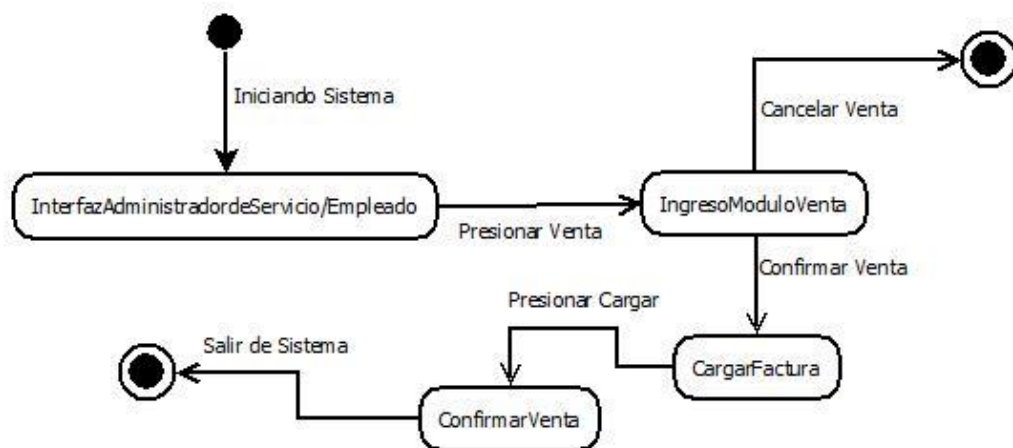 Iniciando Sistema
Cancelar Venta
InterfazAdministradordeServicio/Empleado
IngresoModuloVenta
Presionar Venta
Confirmar Venta
Presionar Cargar
Salir de Sistema
CargarFactura
ConfirmarVenta